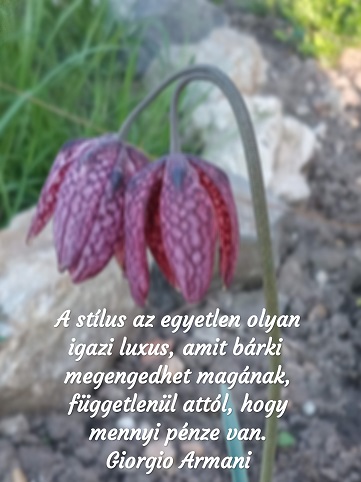 A stílus az egyetlen olyan
igazi luxus, amit bárki
megengedhet magának,
függetlenül attól, hogy
mennyi pénze van.
Giorgio Armani